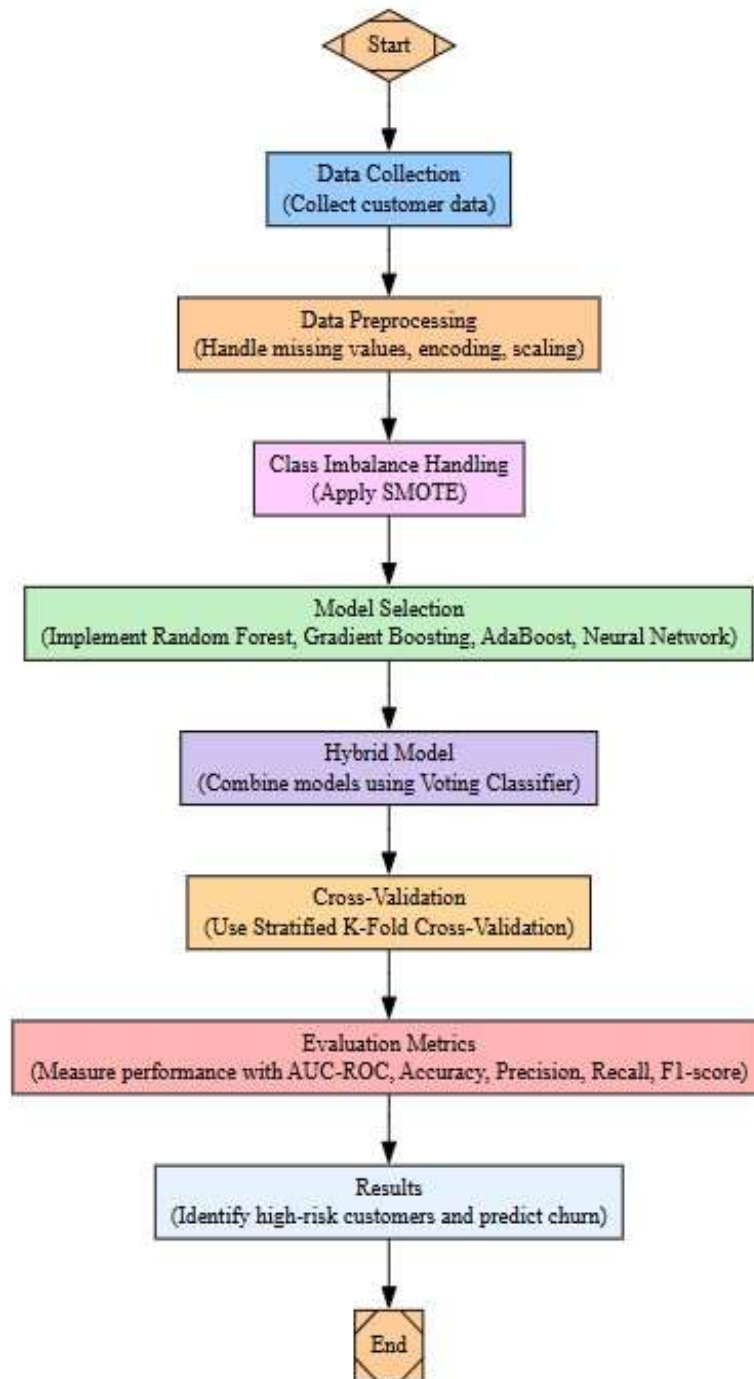 Start
Data Collection
(Collect customer data)
Data Preprocessing
(Handle missing values, encoding, scaling)
Class Imbalance Handling
(Apply SMOTE)
Model Selection
(Implement Random Forest, Gradient Boosting, AdaBoost, Neural Network)
Hybrid Model
(Combine models using Voting Classifier)
Cross-Validation
(Use Stratified K-Fold Cross-Validation)
Evaluation Metrics
(Measure performance with AUC-ROC, Accuracy, Precision, Recall, F1-score)
Results
(Identify high-risk customers and predict churn)
End